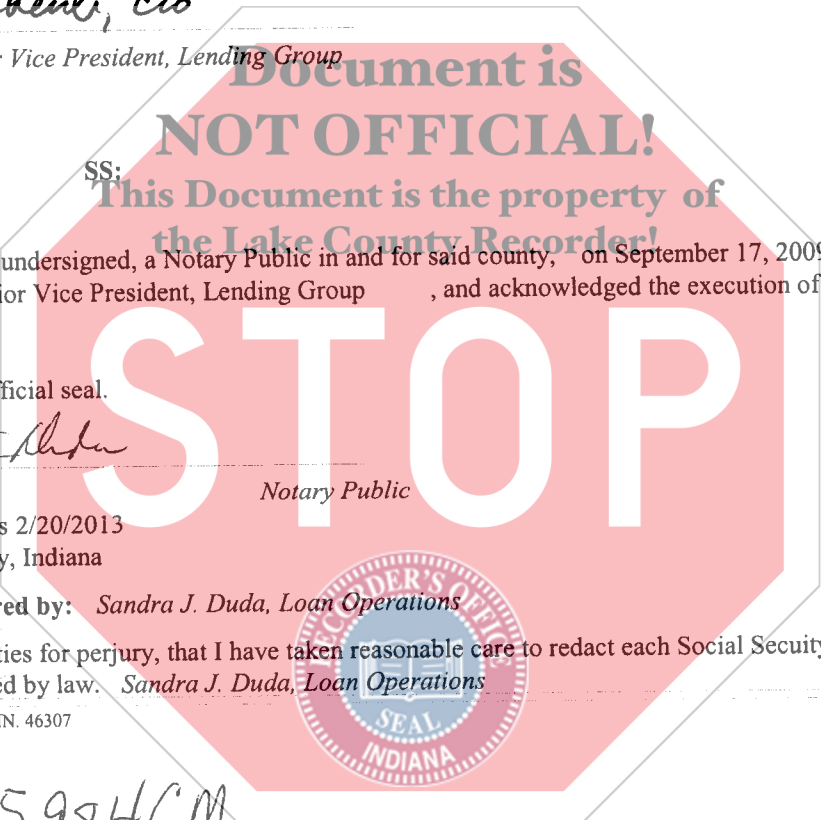 , CEO
Vice President, Lending Group
Document is
NOT OFFICIAL!
SS:
This Document is the property of
the Lake County Recorder!
undersigned, a Notary Public in and for said county, on September 17, 2009
ior Vice President, Lending Group , and acknowledged the execution of
STOP
fficial seal.
Notary Public
s 2/20/2013
y, Indiana
RECORDER'S OFFICE
red by: Sandra J. Duda, Loan Operations
ties for perjury, that I have taken reasonable care to redact each Social Secuity
ed by law. Sandra J. Duda, Loan Operations
SEAL
IN. 46307
INDIANA